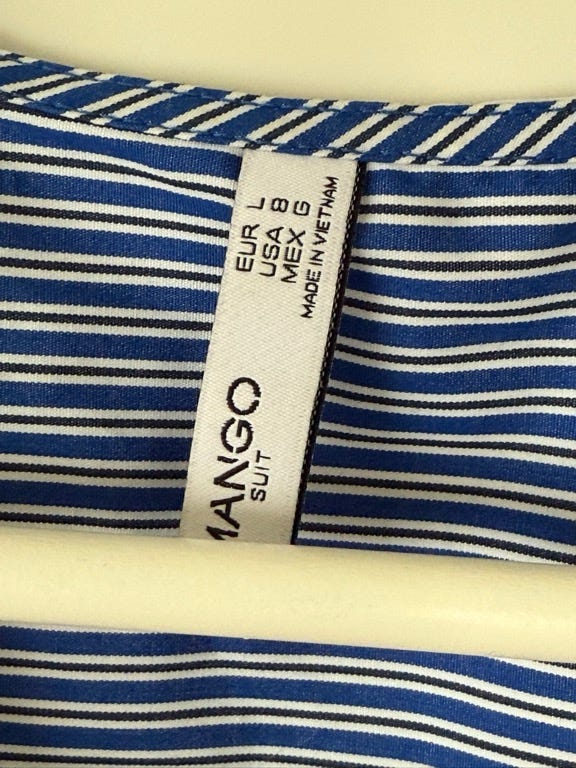 EUR L
USA 8
MEX G
MADE IN VIETNAM
MANGO
SUIT